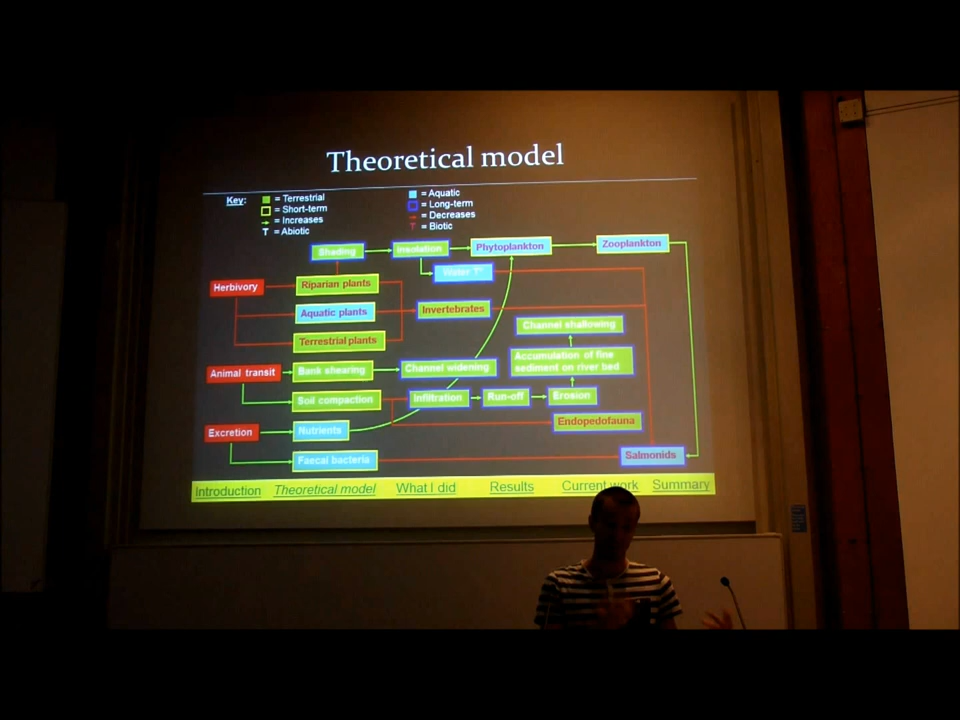 Theoretical model
Key: = Terrestrial = Aquatic
= Short-term = Long-term
= Increases = Decreases
T = Abiotic T = Biotic
Shading Insolation Phytoplankton Zooplankton
Water T°
Herbivory Riparian plants
Aquatic plants Invertebrates
Channel shallowing
Terrestrial plants
Accumulation of fine
sediment on river bed
Animal transit Bank shearing Channel widening
Soil compaction Infiltration Run-off Erosion
Endopedofauna
Excretion Nutrients
Faecal bacteria Salmonids
Introduction Theoretical model What I did Results Current work Summary